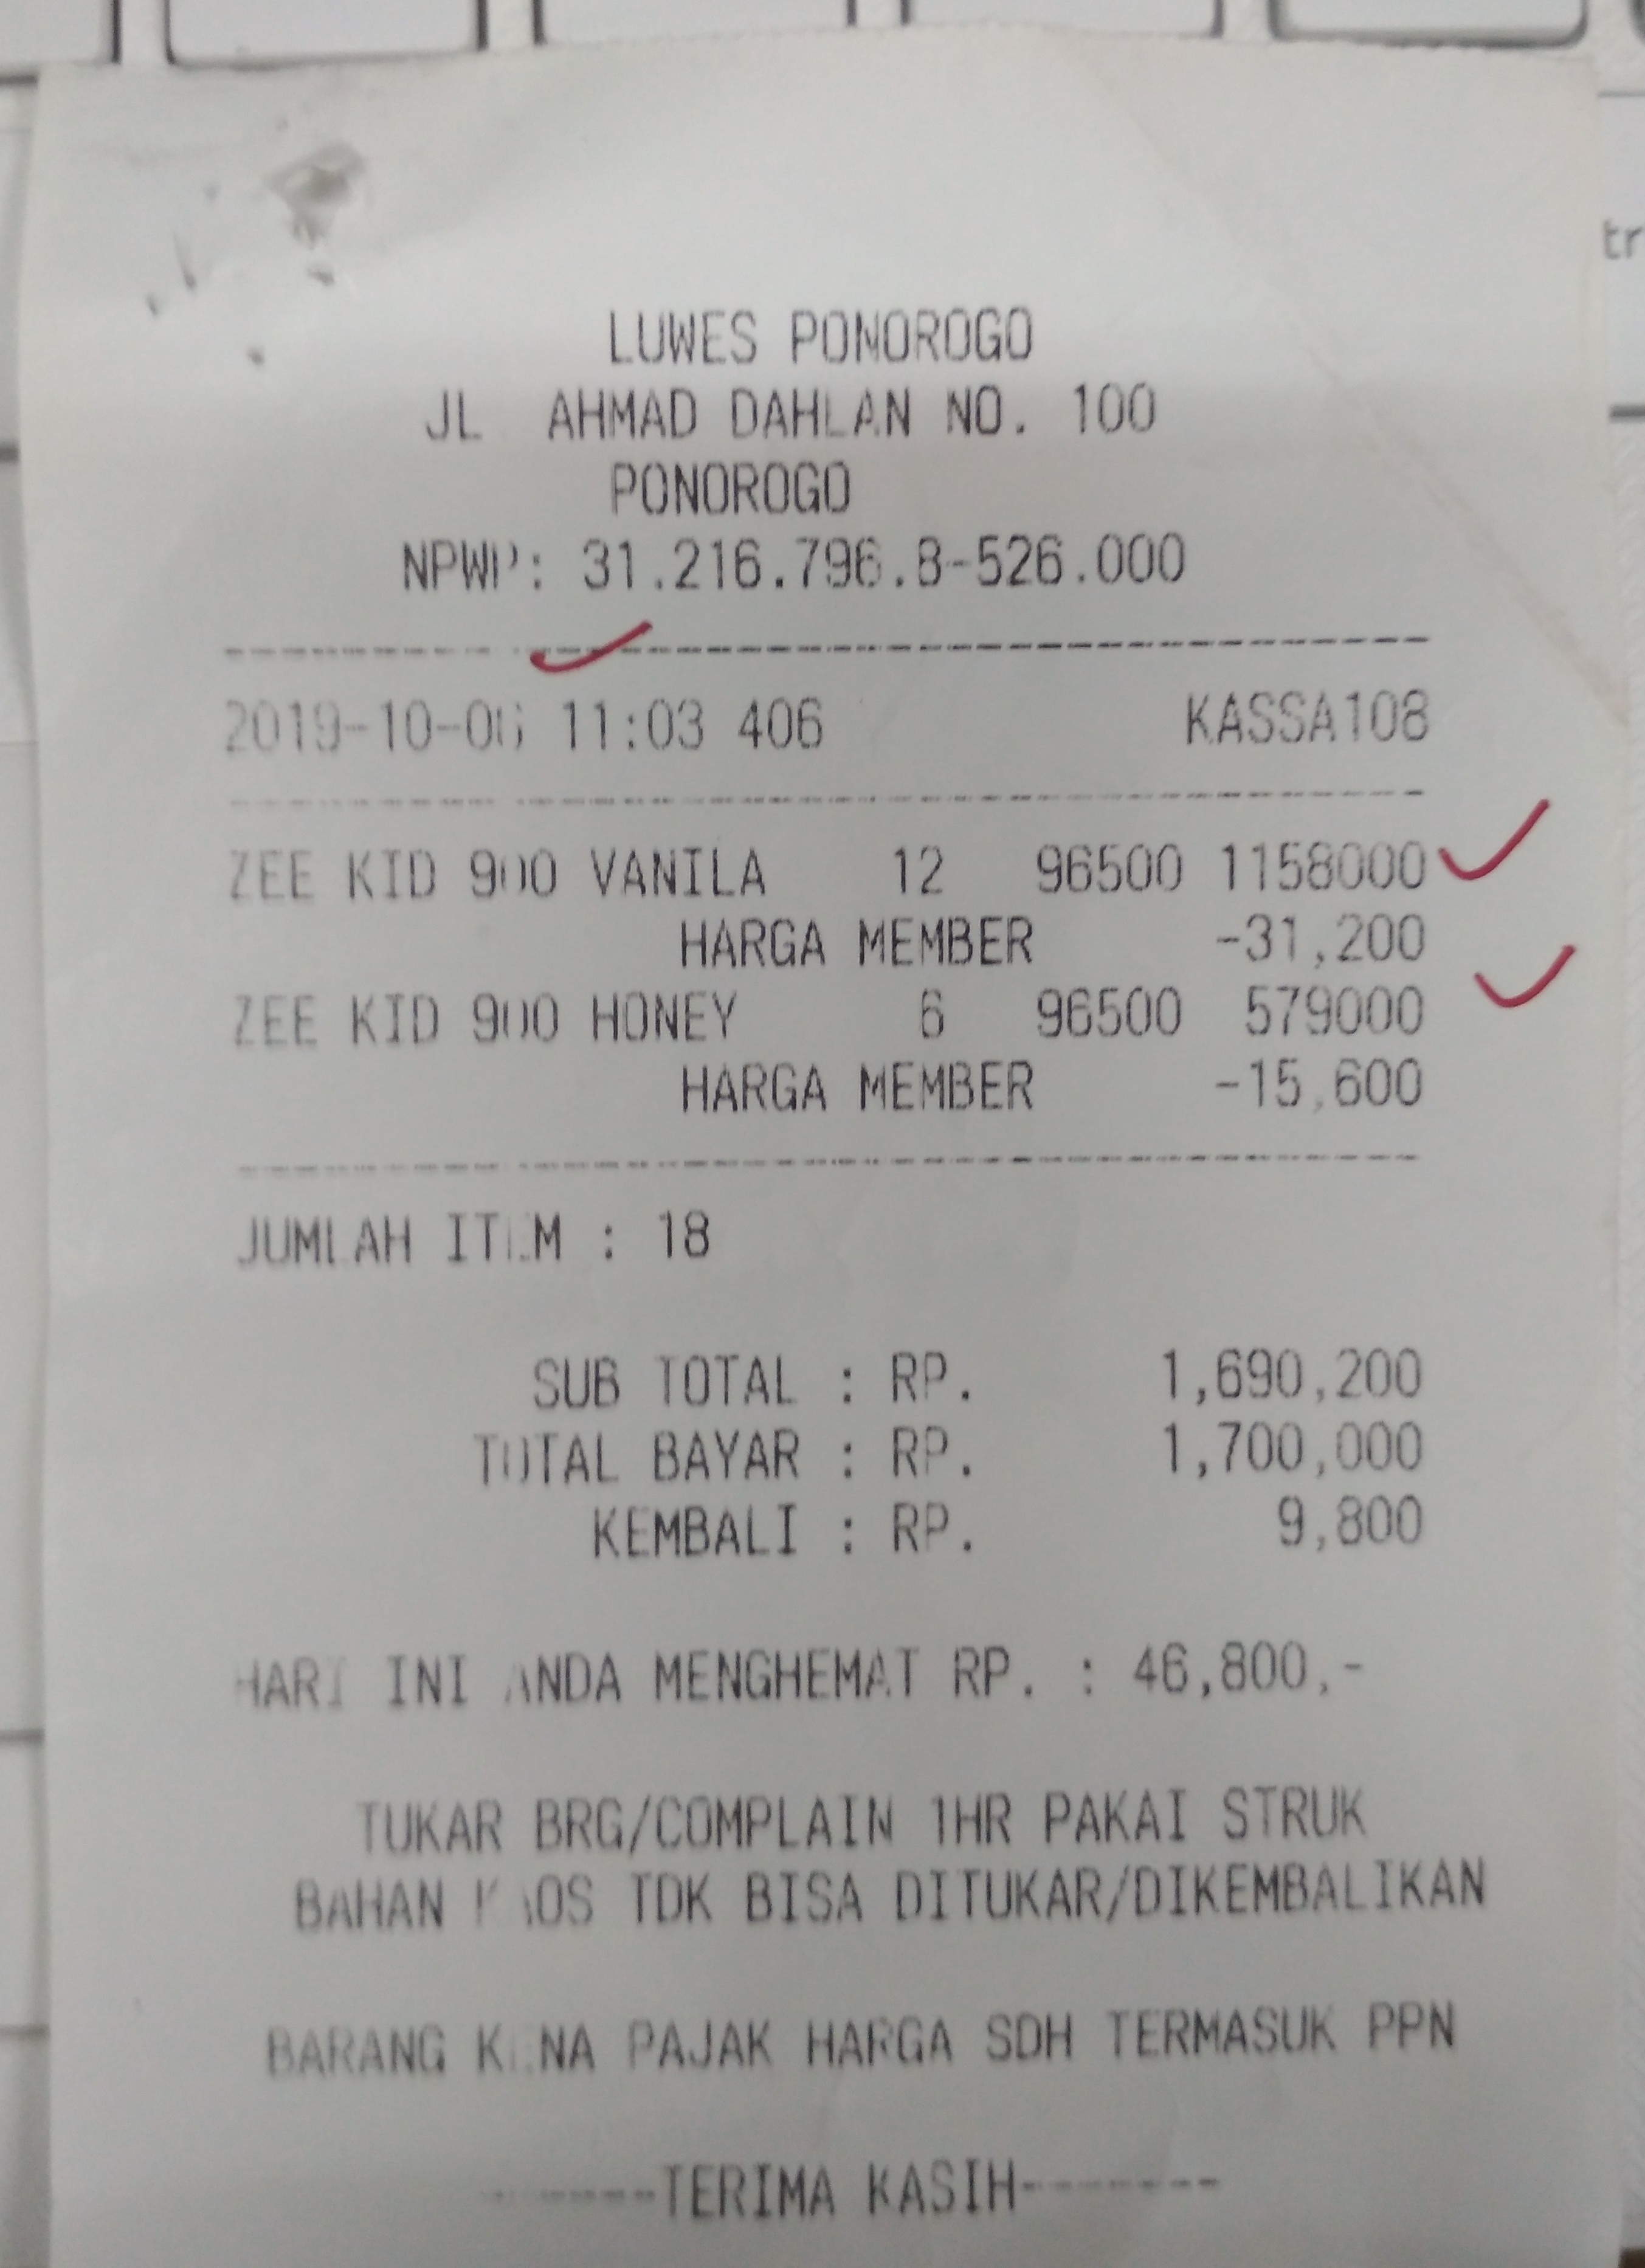 LUWES PONOROGO
JL AHMAD DAHLAN NO. 100
PONOROGO
NPWP: 31.216.796.8-526.000
2019-10-06 11:03 406 KASSA108
ZEE KID 900 VANILA 12 96500 1158000
HARGA MEMBER -31,200
ZEE KID 900 HONEY 6 96500 579000
HARGA MEMBER -15,600
JUMLAH ITEM : 18
SUB TOTAL : RP. 1,690,200
TOTAL BAYAR : RP. 1,700,000
KEMBALI : RP. 9,800
HARI INI ANDA MENGHEMAT RP. : 46,800,-
TUKAR BRG/COMPLAIN 1HR PAKAI STRUK
BAHAN KAOS TDK BISA DITUKAR/DIKEMBALIKAN
BARANG KENA PAJAK HARGA SDH TERMASUK PPN
-------TERIMA KASIH-------
tr